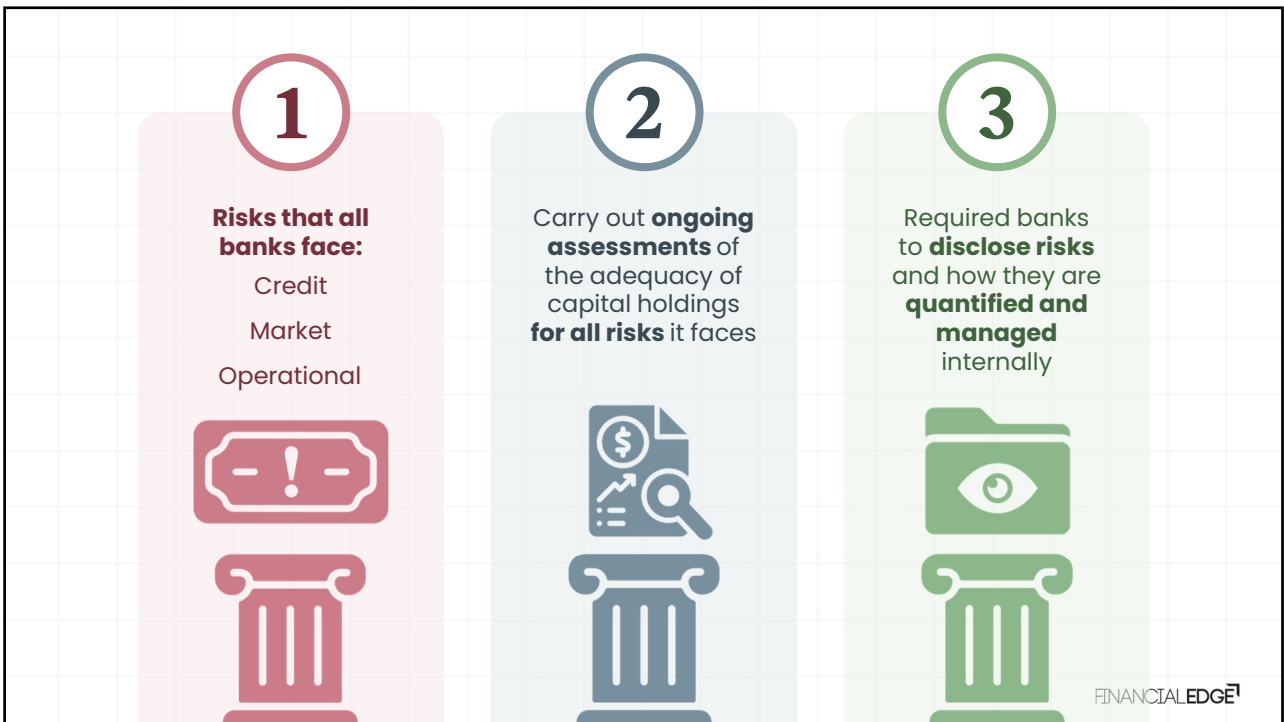 1
Risks that all
banks face:
Credit
Market
Operational
2
Carry out ongoing
assessments of
the adequacy of
capital holdings
for all risks it faces
3
Required banks
to disclose risks
and how they are
quantified and
managed
internally
$
!
FINANCIALEDGE